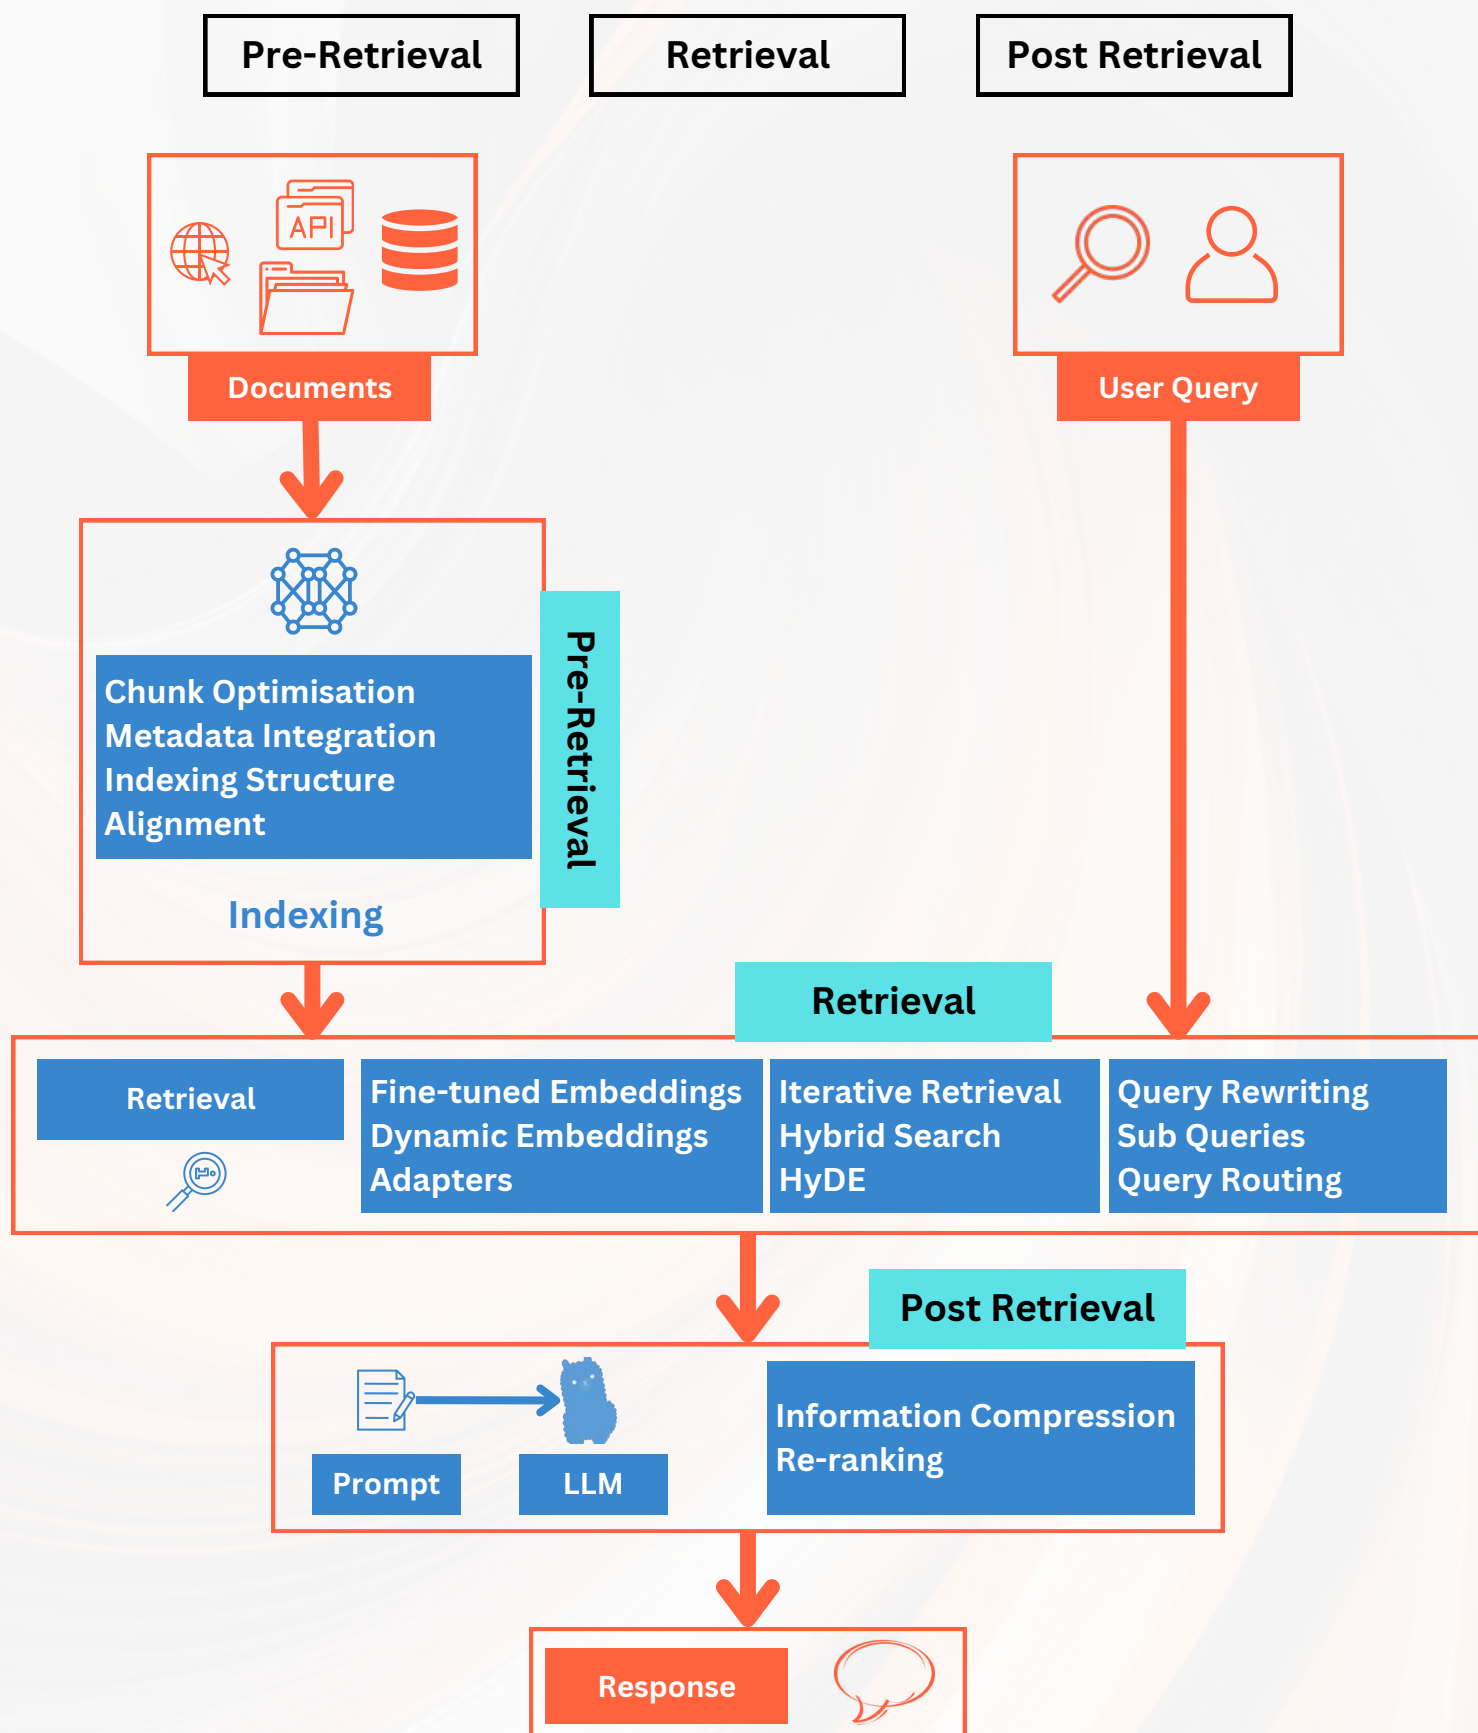 Pre-Retrieval
Retrieval
Post Retrieval
API
Documents
User Query
Chunk Optimisation
Metadata Integration
Indexing Structure
Alignment
Indexing
Pre-Retrieval
Retrieval
Retrieval
Fine-tuned Embeddings
Dynamic Embeddings
Adapters
Iterative Retrieval
Hybrid Search
HyDE
Query Rewriting
Sub Queries
Query Routing
Post Retrieval
Prompt
LLM
Information Compression
Re-ranking
Response